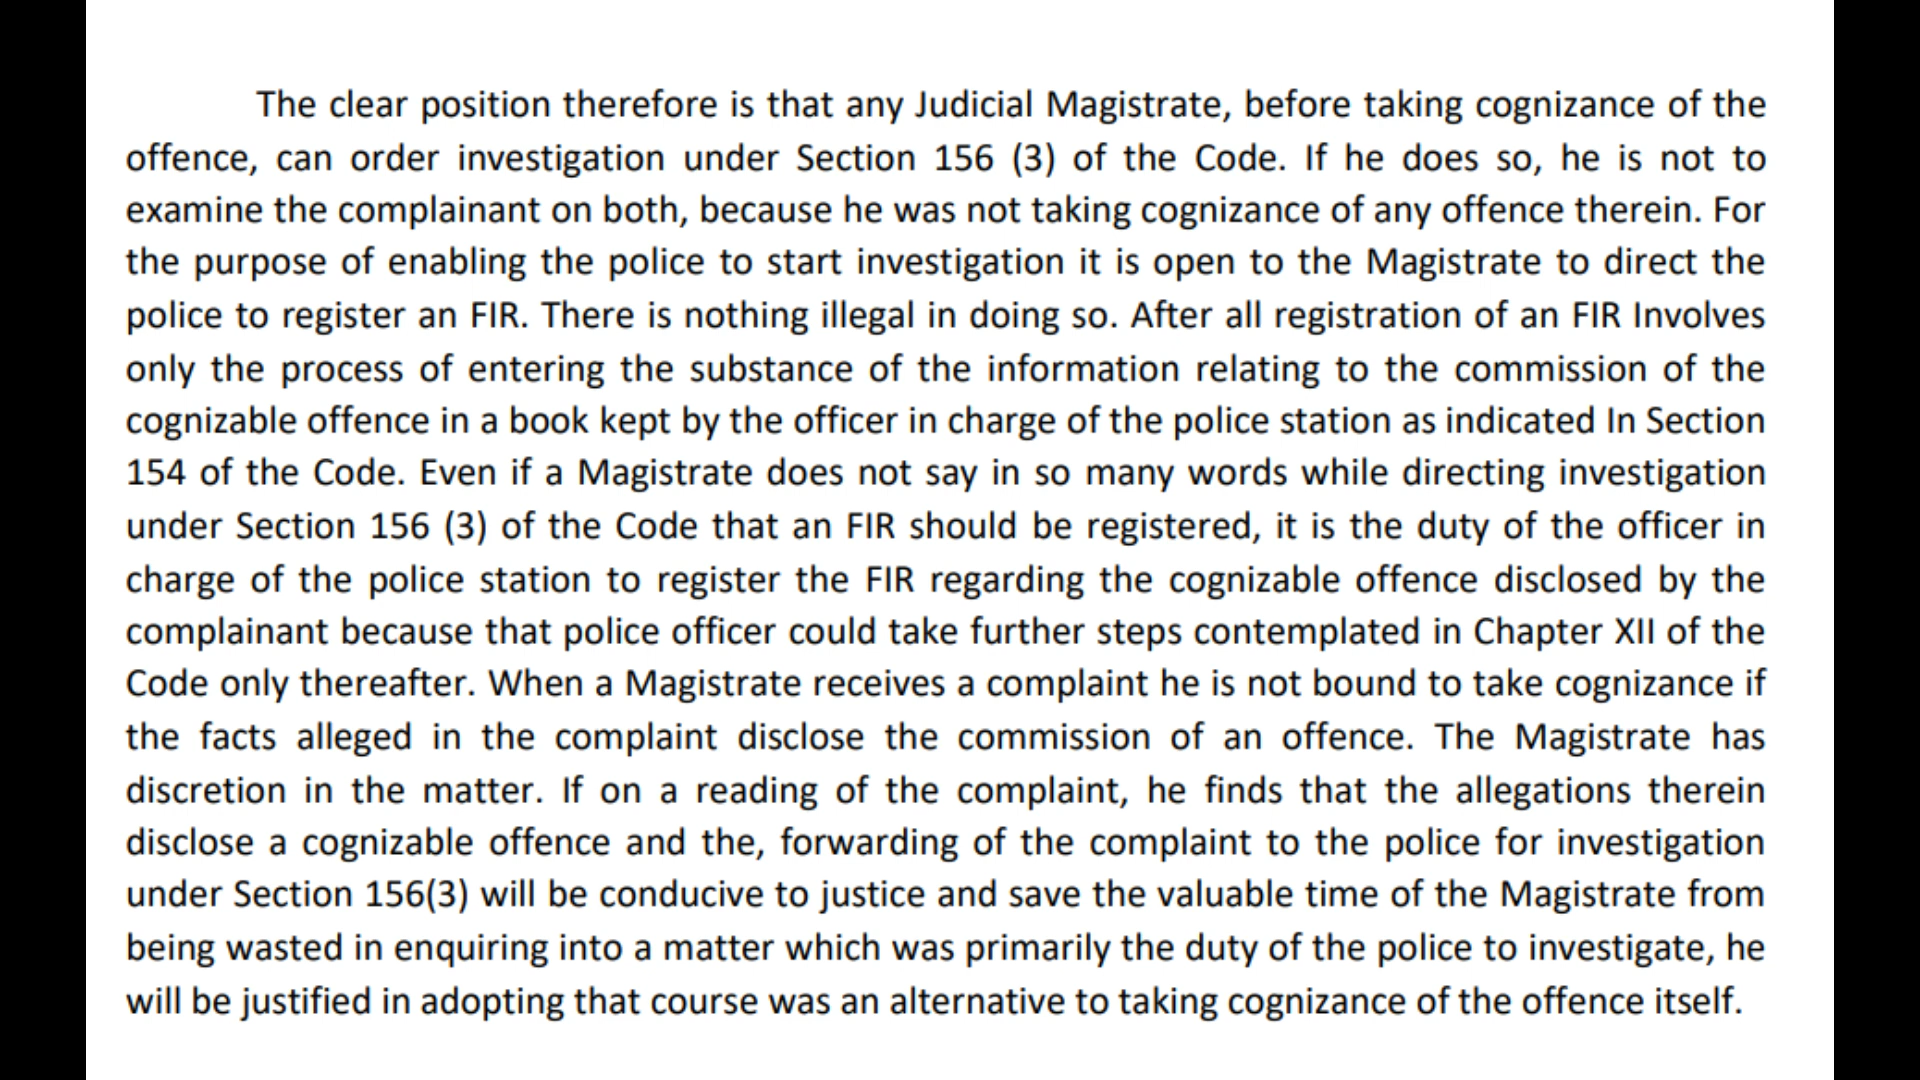 The clear position therefore is that any Judicial Magistrate, before taking cognizance of the
offence, can order investigation under Section 156 (3) of the Code. If he does so, he is not to
examine the complainant on both, because he was not taking cognizance of any offence therein. For
the purpose of enabling the police to start investigation it is open to the Magistrate to direct the
police to register an FIR. There is nothing illegal in doing so. After all registration of an FIR Involves
only the process of entering the substance of the information relating to the commission of the
cognizable offence in a book kept by the officer in charge of the police station as indicated In Section
154 of the Code. Even if a Magistrate does not say in so many words while directing investigation
under Section 156 (3) of the Code that an FIR should be registered, it is the duty of the officer in
charge of the police station to register the FIR regarding the cognizable offence disclosed by the
complainant because that police officer could take further steps contemplated in Chapter XII of the
Code only thereafter. When a Magistrate receives a complaint he is not bound to take cognizance if
the facts alleged in the complaint disclose the commission of an offence. The Magistrate has
discretion in the matter. If on a reading of the complaint, he finds that the allegations therein
disclose a cognizable offence and the, forwarding of the complaint to the police for investigation
under Section 156(3) will be conducive to justice and save the valuable time of the Magistrate from
being wasted in enquiring into a matter which was primarily the duty of the police to investigate, he
will be justified in adopting that course was an alternative to taking cognizance of the offence itself.